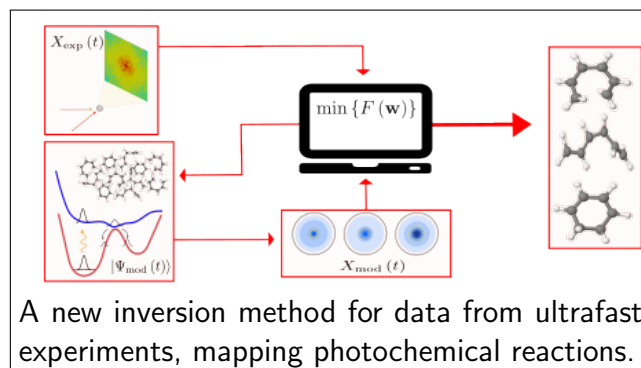 X_exp (t)
min {F (w)}
|Ψ_mod (t)⟩
X_mod (t)
A new inversion method for data from ultrafast
experiments, mapping photochemical reactions.